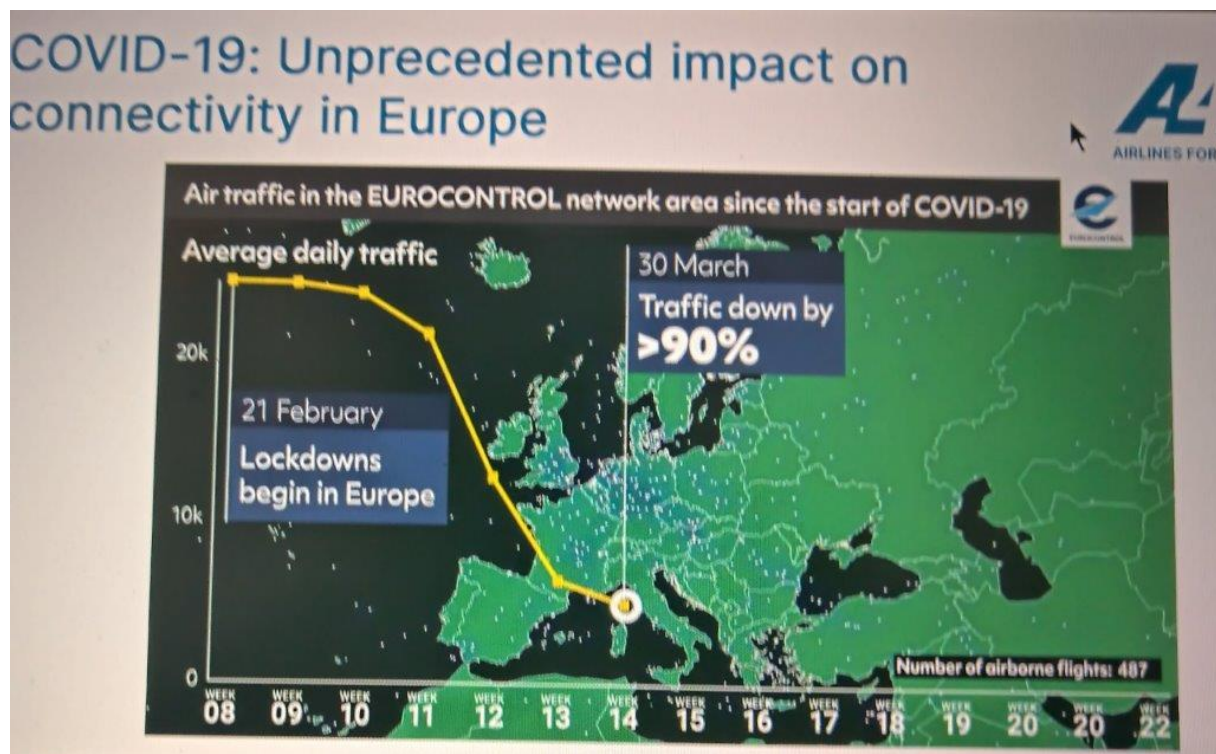 COVID-19: Unprecedented impact on
connectivity in Europe
AIRLINES FOR
Air traffic in the EUROCONTROL network area since the start of COVID-19
EUROCONTROL
Average daily traffic
30 March
Traffic down by
>90%
20k
21 February
Lockdowns
begin in Europe
10k
0
Number of airborne flights: 487
WEEK WEEK WEEK WEEK WEEK WEEK WEEK WEEK WEEK WEEK WEEK WEEK WEEK WEEK WEEK
08 09 10 11 12 13 14 15 16 17 18 19 20 20 22